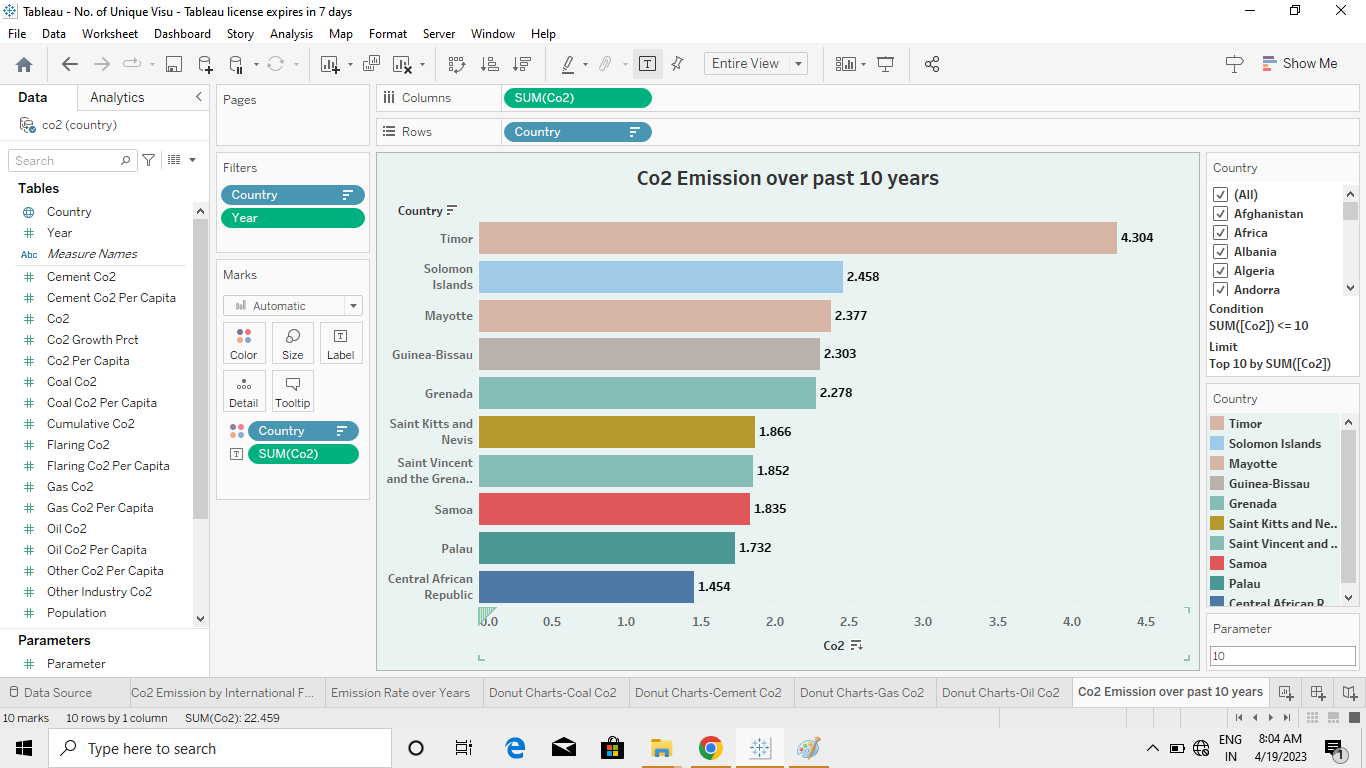 Tableau - No. of Unique Visu - Tableau license expires in 7 days
File Data Worksheet Dashboard Story Analysis Map Format Server Window Help
Entire View
Show Me
Data Analytics
co2 (country)
Search
Tables
Country
Year
Abc Measure Names
Cement Co2
Cement Co2 Per Capita
Co2
Co2 Growth Prct
Co2 Per Capita
Coal Co2
Coal Co2 Per Capita
Cumulative Co2
Flaring Co2
Flaring Co2 Per Capita
Gas Co2
Gas Co2 Per Capita
Oil Co2
Oil Co2 Per Capita
Other Co2 Per Capita
Other Industry Co2
Population
Parameters
Parameter
Pages
Filters
Country
Year
Marks
Automatic
Color Size Label
Detail Tooltip
Country
SUM(Co2)
Columns SUM(Co2)
Rows Country
Co2 Emission over past 10 years
Country
Timor 4.304
Solomon
Islands 2.458
Mayotte 2.377
Guinea-Bissau 2.303
Grenada 2.278
Saint Kitts and
Nevis 1.866
Saint Vincent
and the Grena.. 1.852
Samoa 1.835
Palau 1.732
Central African
Republic 1.454
0.0 0.5 1.0 1.5 2.0 2.5 3.0 3.5 4.0 4.5
Co2
Country
(All)
Afghanistan
Africa
Albania
Algeria
Andorra
Condition
SUM([Co2]) <= 10
Limit
Top 10 by SUM([Co2])
Country
Timor
Solomon Islands
Mayotte
Guinea-Bissau
Grenada
Saint Kitts and Ne..
Saint Vincent and ..
Samoa
Palau
Central African R
Parameter
10
Data Source Co2 Emission by International F... Emission Rate over Years Donut Charts-Coal Co2 Donut Charts-Cement Co2 Donut Charts-Gas Co2 Donut Charts-Oil Co2 Co2 Emission over past 10 years
10 marks 10 rows by 1 column SUM(Co2): 22.459
Type here to search
ENG
IN
8:04 AM
4/19/2023
1